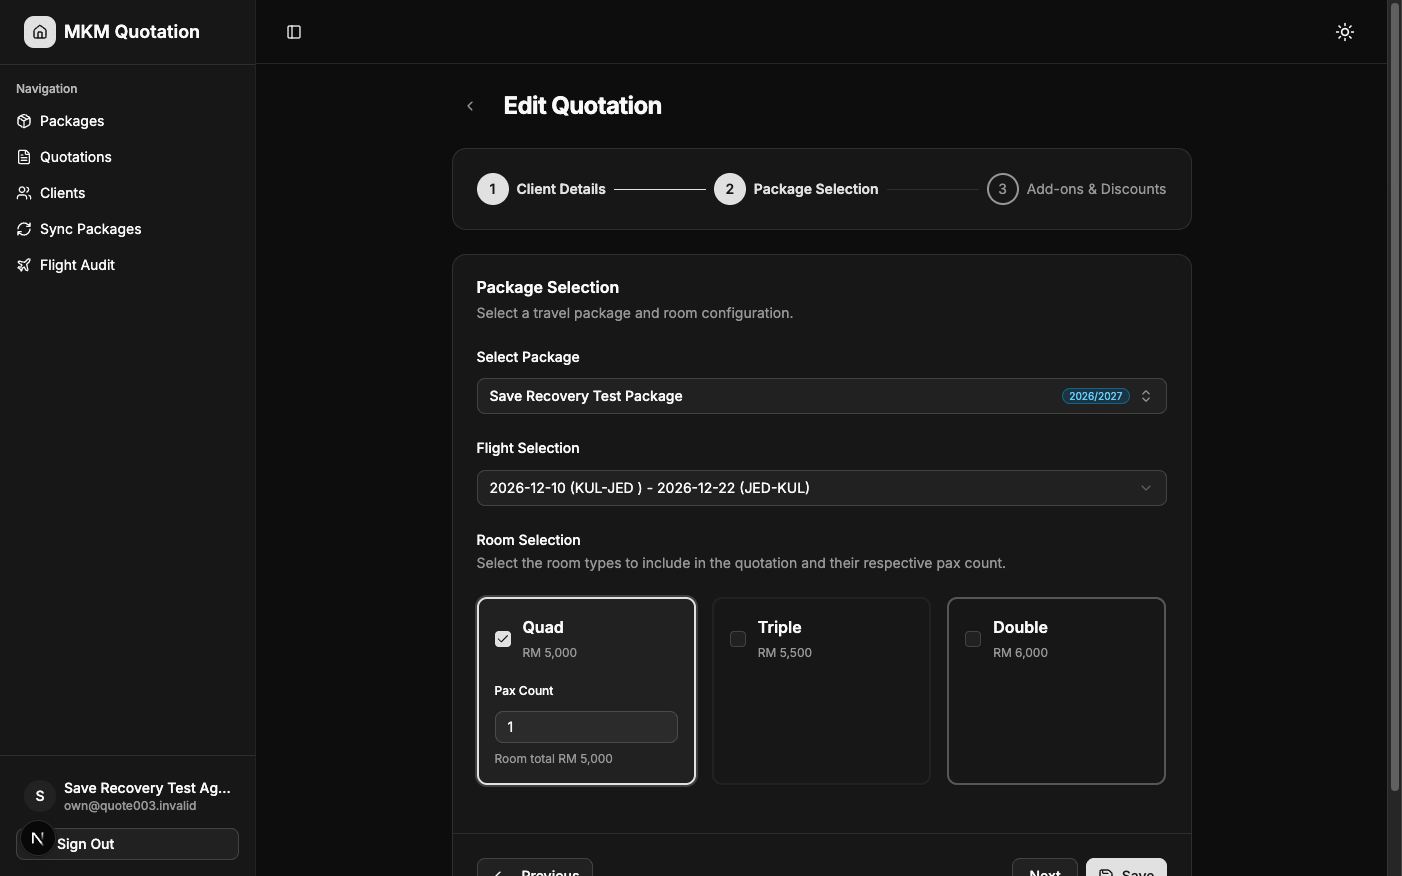 MKM Quotation
Navigation
Packages
Quotations
Clients
Sync Packages
Flight Audit
Save Recovery Test Ag...
S
own@quote003.invalid
N
Sign Out
Edit Quotation
1 Client Details
2 Package Selection
3 Add-ons & Discounts
Package Selection
Select a travel package and room configuration.
Select Package
Save Recovery Test Package 2026/2027
Flight Selection
2026-12-10 (KUL-JED ) - 2026-12-22 (JED-KUL)
Room Selection
Select the room types to include in the quotation and their respective pax count.
Quad
RM 5,000
Pax Count
1
Room total RM 5,000
Triple
RM 5,500
Double
RM 6,000
Previous
Next
Save